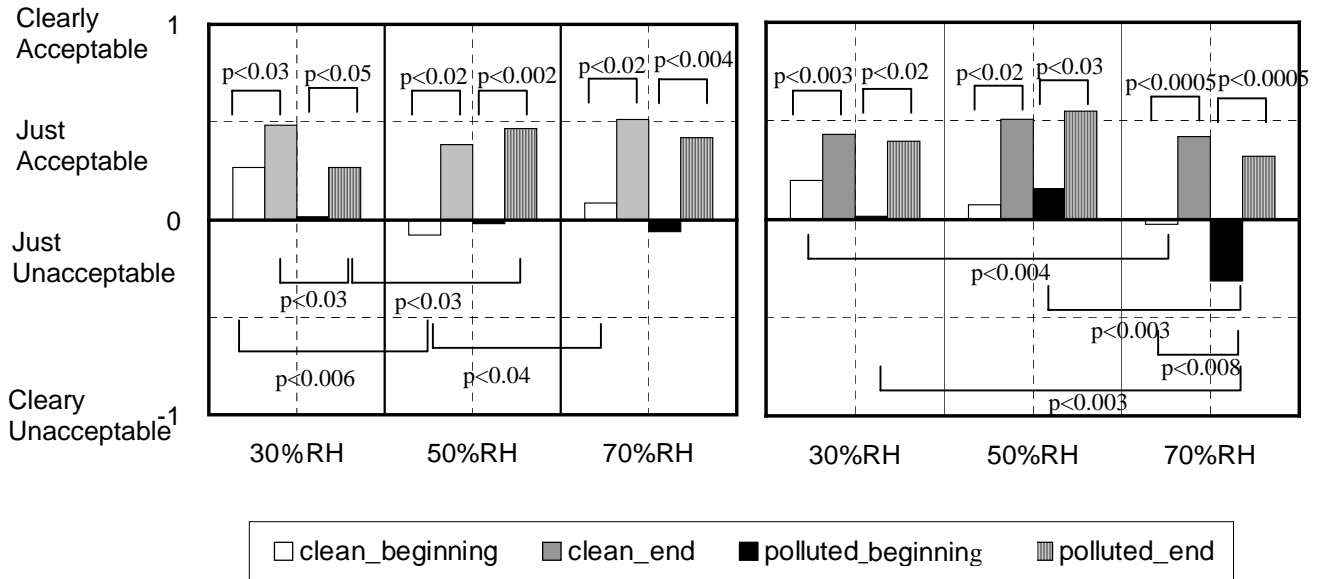 Clearly
Acceptable
1
p<0.03
p<0.05
p<0.02
p<0.002
p<0.02
p<0.004
p<0.003
p<0.02
p<0.02
p<0.03
p<0.0005
p<0.0005
Just
Acceptable
0
Just
Unacceptable
p<0.03
p<0.03
p<0.004
p<0.006
p<0.04
p<0.003
p<0.008
p<0.003
Cleary
Unacceptable
-1
30%RH
50%RH
70%RH
30%RH
50%RH
70%RH
clean_beginning
clean_end
polluted_beginning
polluted_end